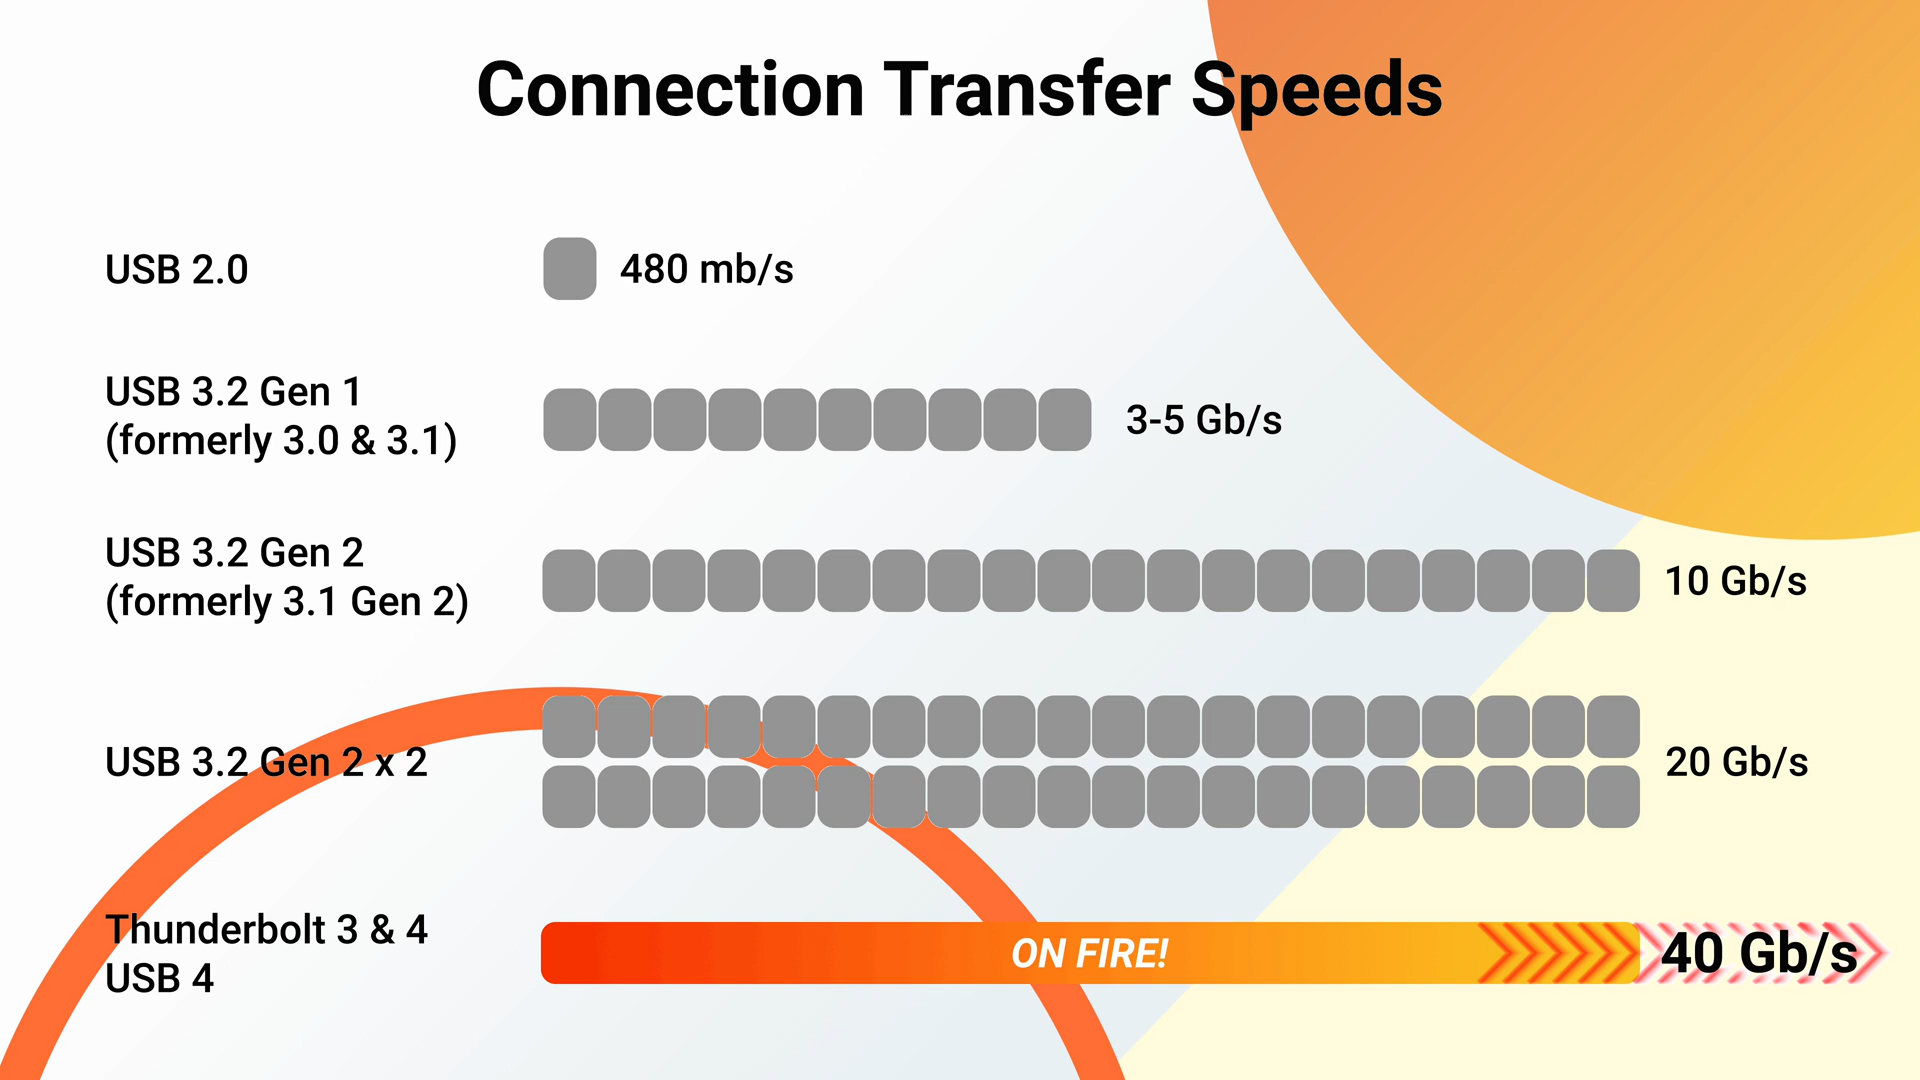 Connection Transfer Speeds
USB 2.0
480 mb/s
USB 3.2 Gen 1
(formerly 3.0 & 3.1)
3-5 Gb/s
USB 3.2 Gen 2
(formerly 3.1 Gen 2)
10 Gb/s
USB 3.2 Gen 2 x 2
20 Gb/s
Thunderbolt 3 & 4
USB 4
ON FIRE!
40 Gb/s